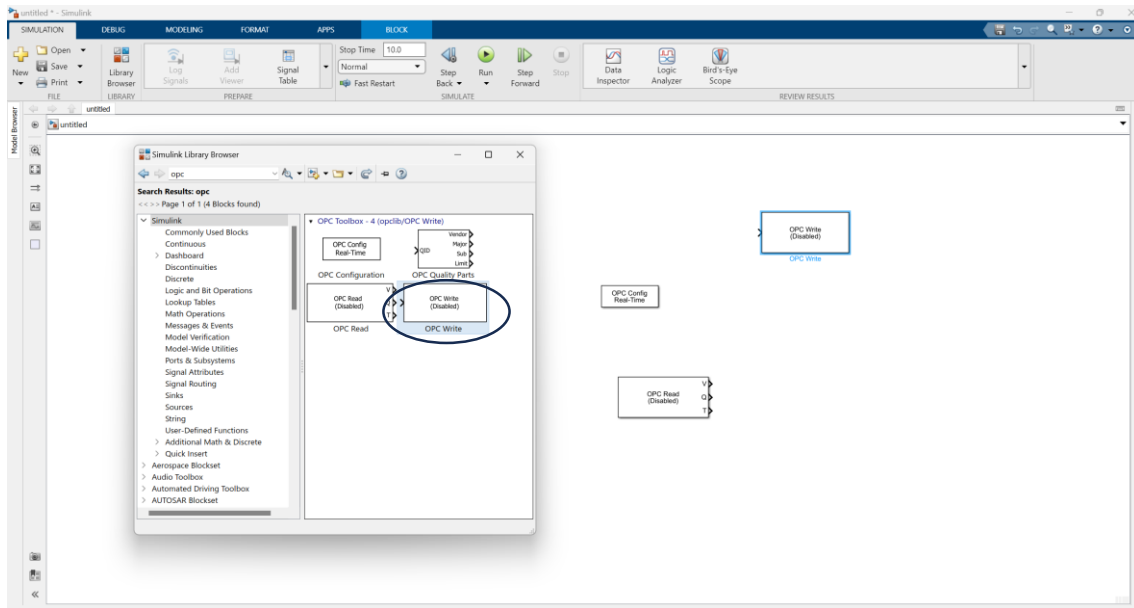 untitled * - Simulink
SIMULATION DEBUG MODELING FORMAT APPS BLOCK
New
Open
Save
Print
FILE
Library Browser
LIBRARY
Log Signals
Add Viewer
Signal Table
PREPARE
Stop Time 10.0
Normal
Fast Restart
Step Back
Run
Step Forward
Stop
SIMULATE
Data Inspector
Logic Analyzer
Bird's-Eye Scope
REVIEW RESULTS
untitled
Model Browser
untitled
Simulink Library Browser
opc
Search Results: opc
<< >> Page 1 of 1 (4 Blocks found)
Simulink
Commonly Used Blocks
Continuous
Dashboard
Discontinuities
Discrete
Logic and Bit Operations
Lookup Tables
Math Operations
Messages & Events
Model Verification
Model-Wide Utilities
Ports & Subsystems
Signal Attributes
Signal Routing
Sinks
Sources
String
User-Defined Functions
Additional Math & Discrete
Quick Insert
Aerospace Blockset
Audio Toolbox
Automated Driving Toolbox
AUTOSAR Blockset
OPC Toolbox - 4 (opclib/OPC Write)
OPC Config
Real-Time
OPC Configuration
QID
Vendor
Major
Sub
Limit
OPC Quality Parts
OPC Read
(Disabled)
V
Q
T
OPC Read
OPC Write
(Disabled)
OPC Write
OPC Write
(Disabled)
OPC Write
OPC Config
Real-Time
OPC Read
(Disabled)
V
Q
T